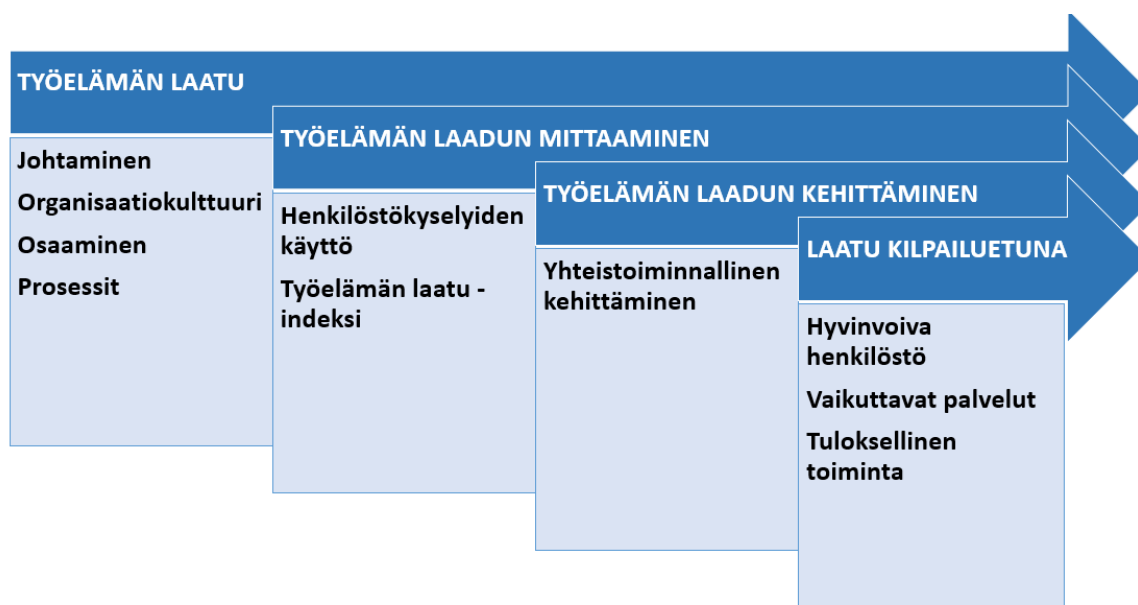 TYÖELÄMÄN LAATU
Johtaminen
Organisaatiokulttuuri
Osaaminen
Prosessit
TYÖELÄMÄN LAADUN MITTAAMINEN
Henkilöstökyselyiden
käyttö
Työelämän laatu -
indeksi
TYÖELÄMÄN LAADUN KEHITTÄMINEN
Yhteistoiminnallinen
kehittäminen
LAATU KILPAILUETUNA
Hyvinvoiva
henkilöstö
Vaikuttavat palvelut
Tuloksellinen
toiminta